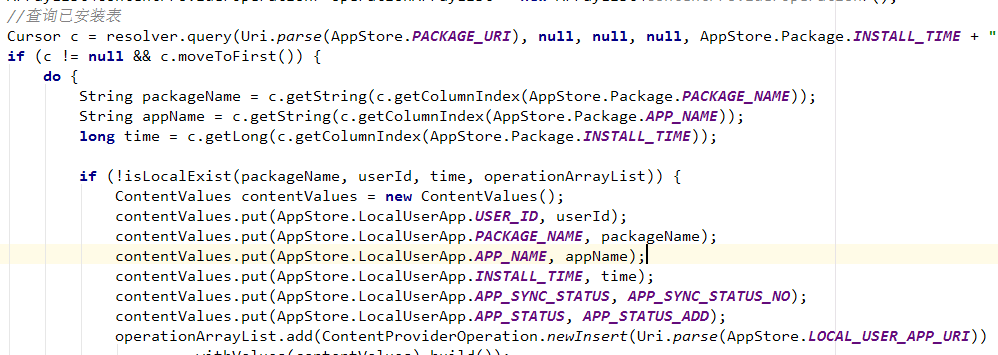 //查询已安装表
Cursor c = resolver.query(Uri.parse(AppStore.PACKAGE_URI), null, null, null, AppStore.Package.INSTALL_TIME + "
if (c != null && c.moveToFirst()) {
do {
String packageName = c.getString(c.getColumnIndex(AppStore.Package.PACKAGE_NAME));
String appName = c.getString(c.getColumnIndex(AppStore.Package.APP_NAME));
long time = c.getLong(c.getColumnIndex(AppStore.Package.INSTALL_TIME));
if (!isLocalExist(packageName, userId, time, operationArrayList)) {
ContentValues contentValues = new ContentValues();
contentValues.put(AppStore.LocalUserApp.USER_ID, userId);
contentValues.put(AppStore.LocalUserApp.PACKAGE_NAME, packageName);
contentValues.put(AppStore.LocalUserApp.APP_NAME, appName);
contentValues.put(AppStore.LocalUserApp.INSTALL_TIME, time);
contentValues.put(AppStore.LocalUserApp.APP_SYNC_STATUS, APP_SYNC_STATUS_NO);
contentValues.put(AppStore.LocalUserApp.APP_STATUS, APP_STATUS_ADD);
operationArrayList.add(ContentProviderOperation.newInsert(Uri.parse(AppStore.LOCAL_USER_APP_URI))
.withValues(contentValues).build());